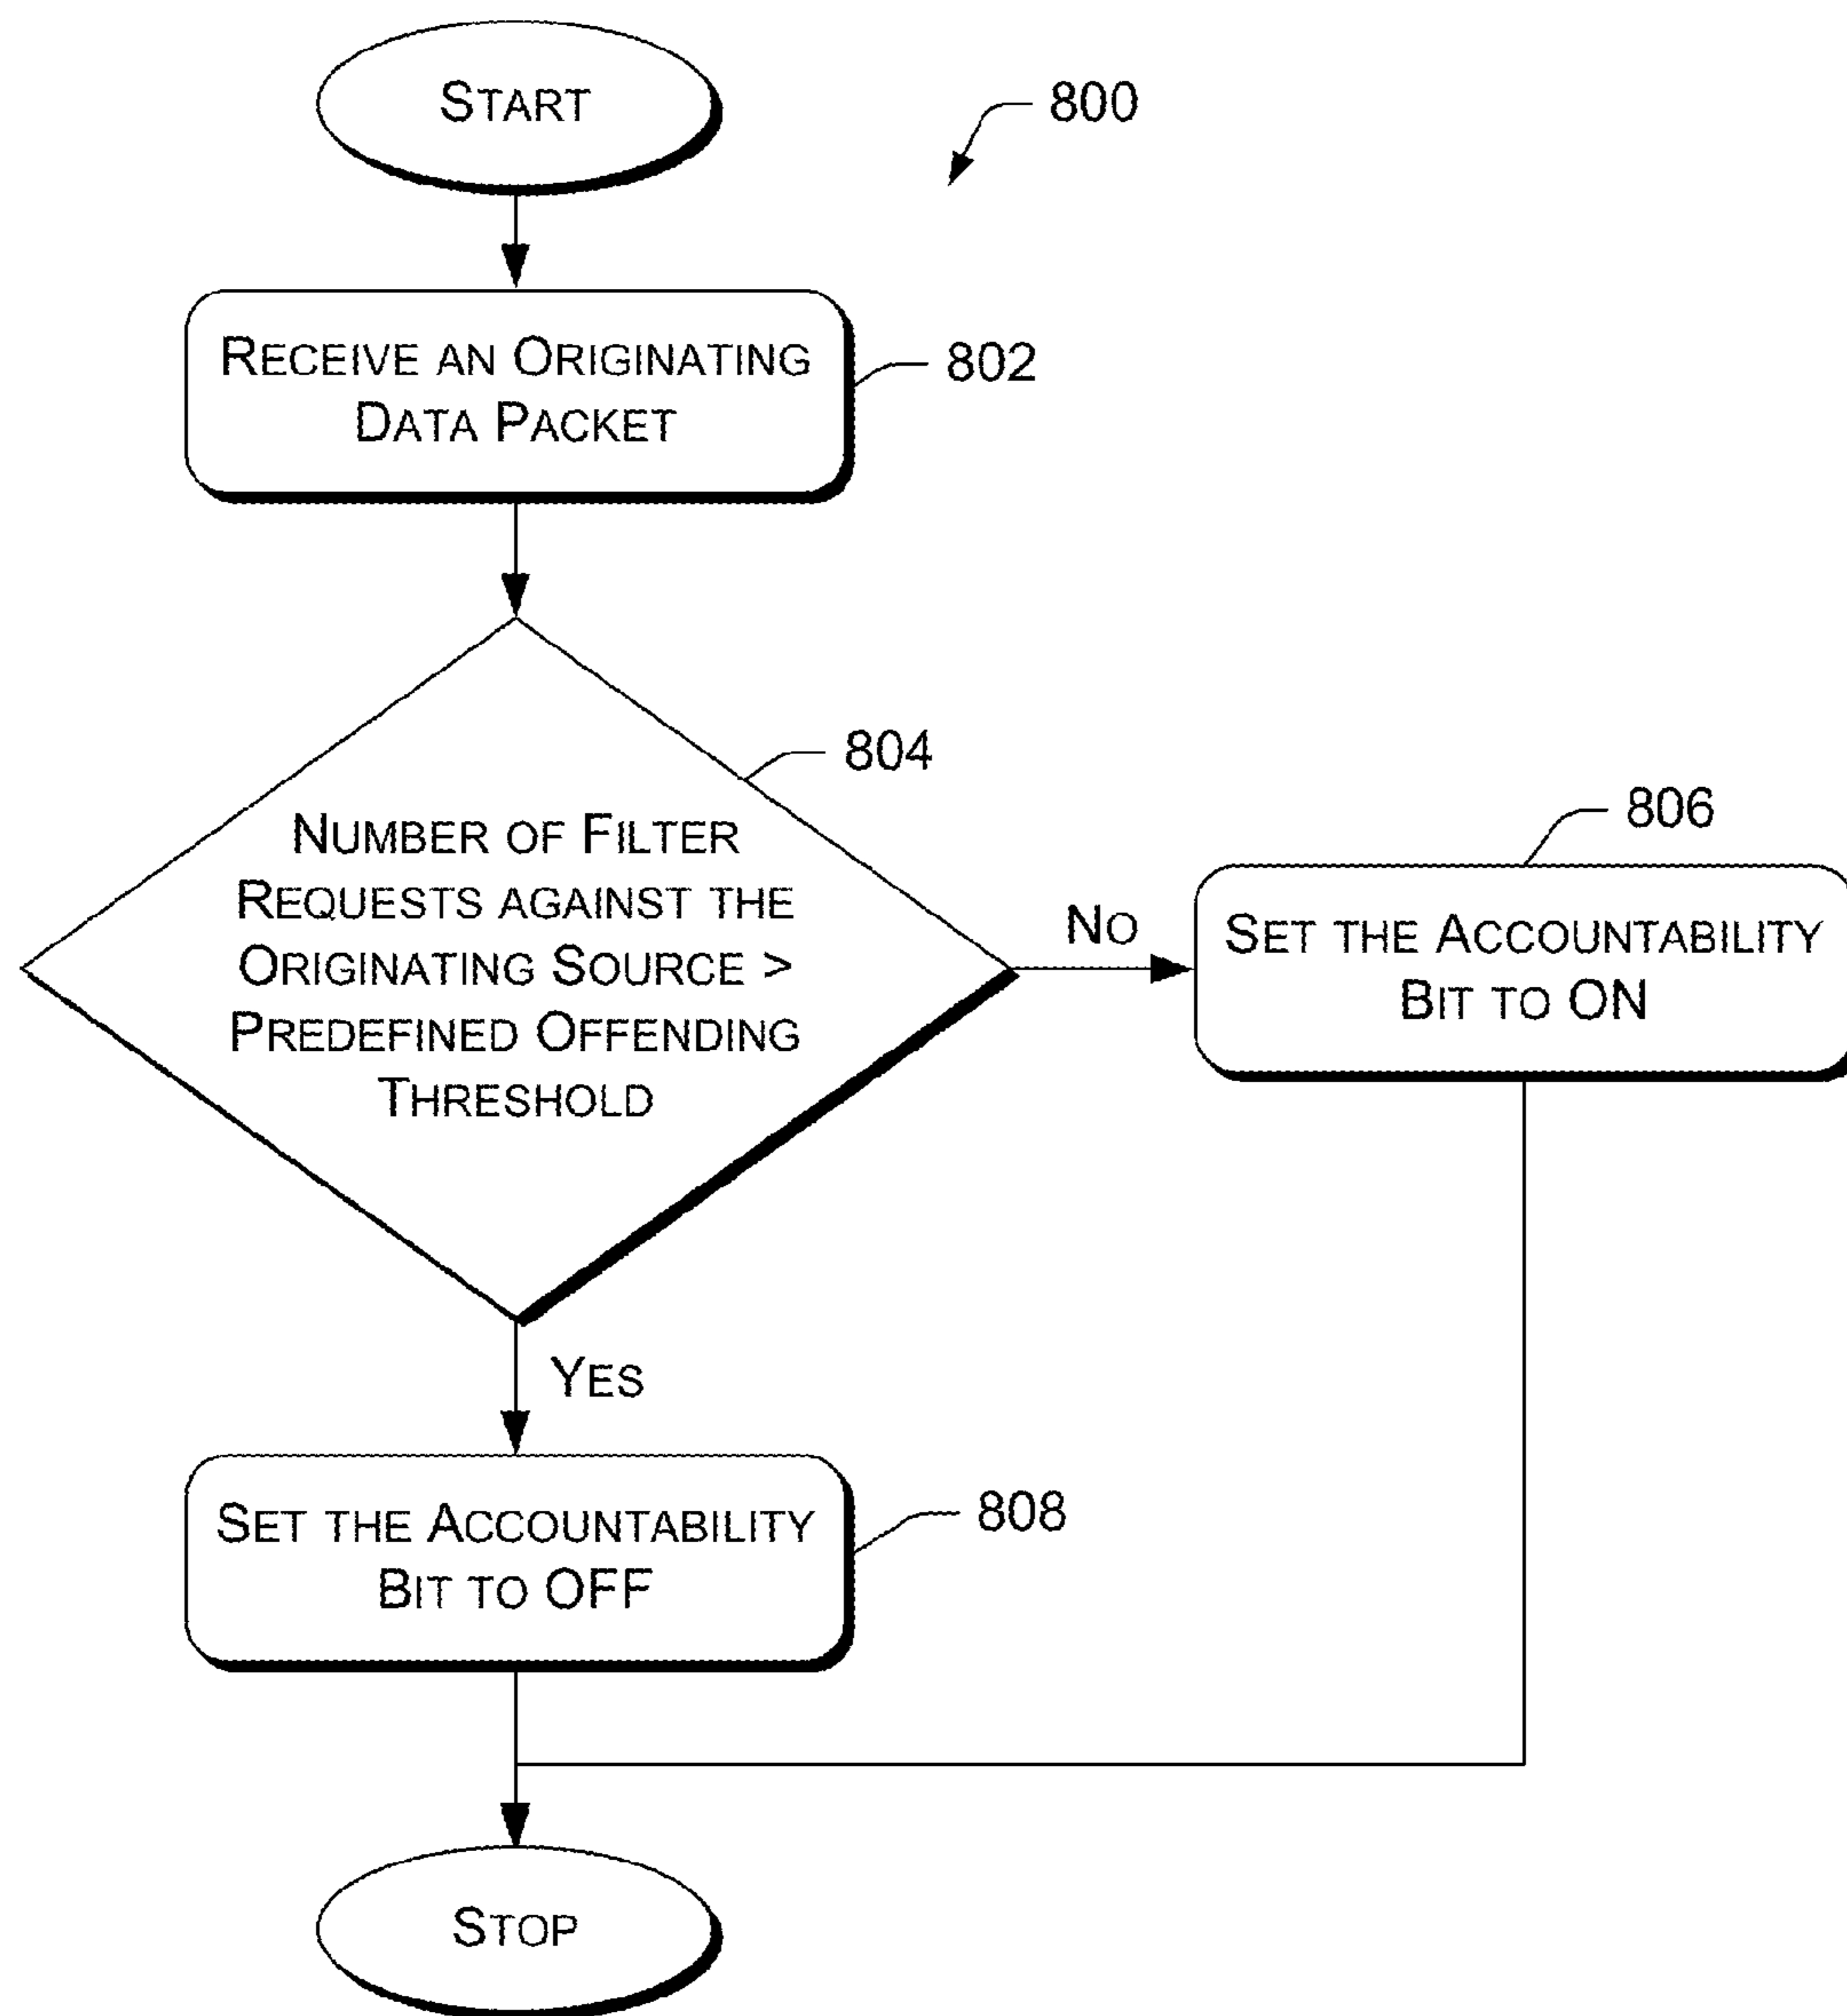 START
800
RECEIVE AN ORIGINATING
DATA PACKET
802
804
NUMBER OF FILTER
REQUESTS AGAINST THE
ORIGINATING SOURCE >
PREDEFINED OFFENDING
THRESHOLD
NO
806
SET THE ACCOUNTABILITY
BIT TO ON
YES
SET THE ACCOUNTABILITY
BIT TO OFF
808
STOP